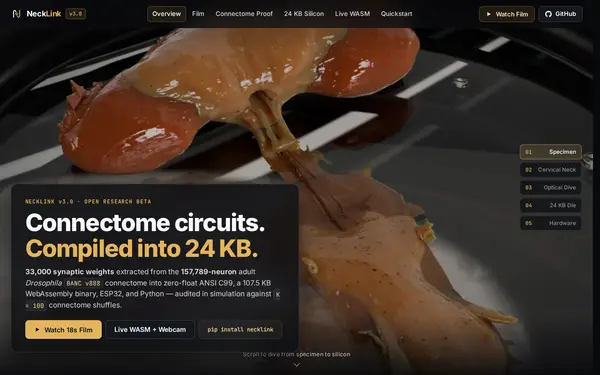 NeckLink v3.0
Overview Film Connectome Proof 24 KB Silicon Live WASM Quickstart
Watch Film GitHub
01 Specimen
02 Cervical Neck
03 Optical Dive
04 24 KB Die
05 Hardware
NECKLINK v3.0 · OPEN RESEARCH BETA
Connectome circuits.
Compiled into 24 KB.
33,000 synaptic weights extracted from the 157,789-neuron adult
Drosophila BANC v888 connectome into zero-float ANSI C99, a 107.5 KB
WebAssembly binary, ESP32, and Python — audited in simulation against K
= 100 connectome shuffles.
Watch 18s Film Live WASM + Webcam pip install necklink
Scroll to dive from specimen to silicon